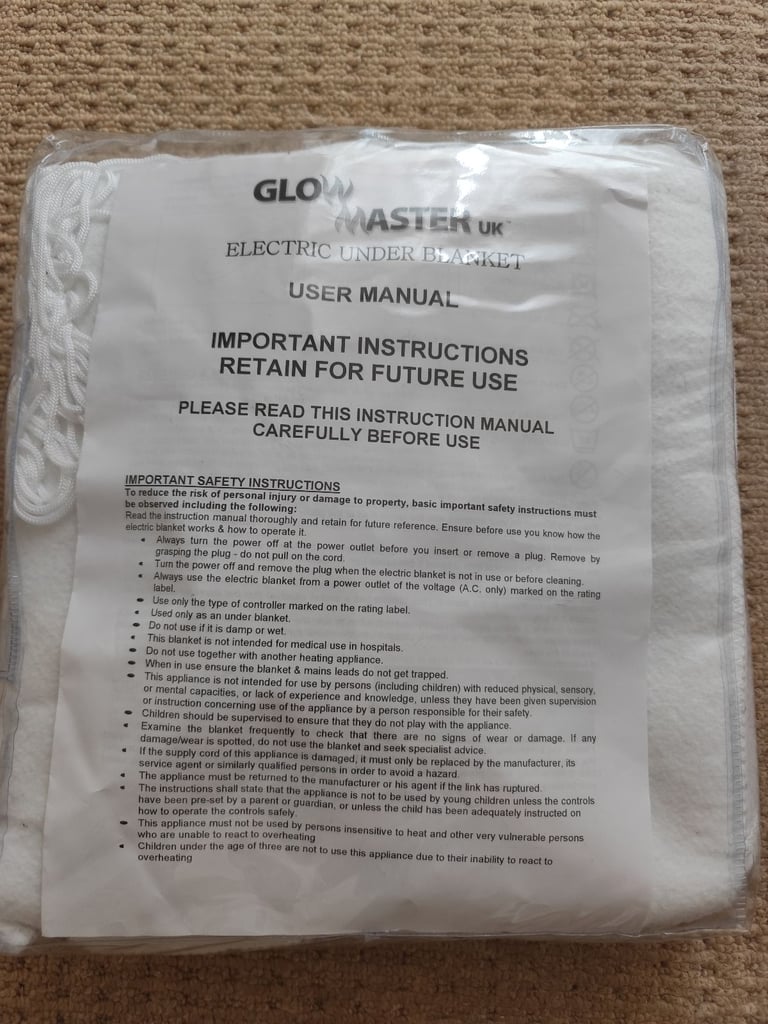 GLOWMASTER UK™
ELECTRIC UNDER BLANKET
USER MANUAL
IMPORTANT INSTRUCTIONS
RETAIN FOR FUTURE USE
PLEASE READ THIS INSTRUCTION MANUAL
CAREFULLY BEFORE USE
IMPORTANT SAFETY INSTRUCTIONS
To reduce the risk of personal injury or damage to property, basic important safety instructions must
be observed including the following:
Read the instruction manual thoroughly and retain for future reference. Ensure before use you know how the
electric blanket works & how to operate it.
• Always turn the power off at the power outlet before you insert or remove a plug. Remove by
grasping the plug - do not pull on the cord.
• Turn the power off and remove the plug when the electric blanket is not in use or before cleaning.
• Always use the electric blanket from a power outlet of the voltage (A.C. only) marked on the rating
label.
• Use only the type of controller marked on the rating label.
• Used only as an under blanket.
• Do not use if it is damp or wet.
• This blanket is not intended for medical use in hospitals.
• Do not use together with another heating appliance.
• When in use ensure the blanket & mains leads do not get trapped.
• This appliance is not intended for use by persons (including children) with reduced physical, sensory,
or mental capacities, or lack of experience and knowledge, unless they have been given supervision
or instruction concerning use of the appliance by a person responsible for their safety.
• Children should be supervised to ensure that they do not play with the appliance.
• Examine the blanket frequently to check that there are no signs of wear or damage. If any
damage/wear is spotted, do not use the blanket and seek specialist advice.
• If the supply cord of this appliance is damaged, it must only be replaced by the manufacturer, its
service agent or similarly qualified persons in order to avoid a hazard.
• The appliance must be returned to the manufacturer or his agent if the link has ruptured.
• The instructions shall state that the appliance is not to be used by young children unless the controls
have been pre-set by a parent or guardian, or unless the child has been adequately instructed on
how to operate the controls safely.
• This appliance must not be used by persons insensitive to heat and other very vulnerable persons
who are unable to react to overheating
• Children under the age of three are not to use this appliance due to their inability to react to
overheating